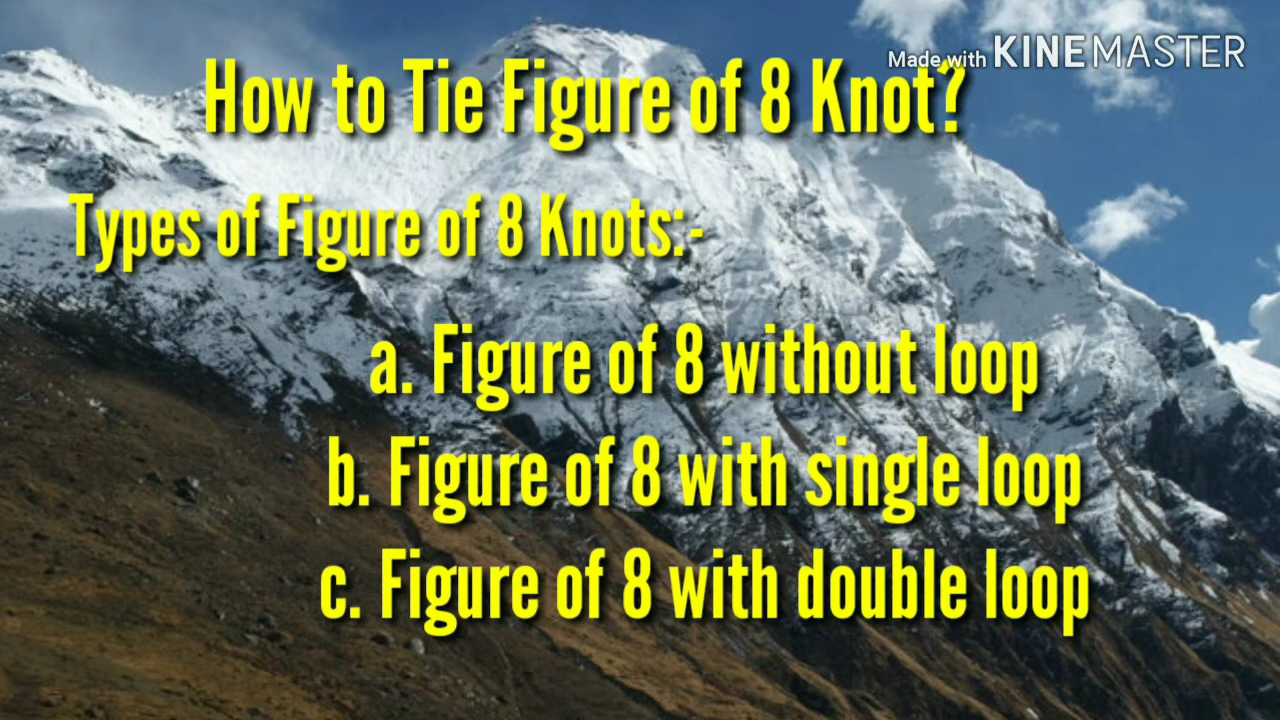 Made with KINEMASTER
How to Tie Figure of 8 Knot?
Types of Figure of 8 Knots:-
a. Figure of 8 without loop
b. Figure of 8 with single loop
c. Figure of 8 with double loop